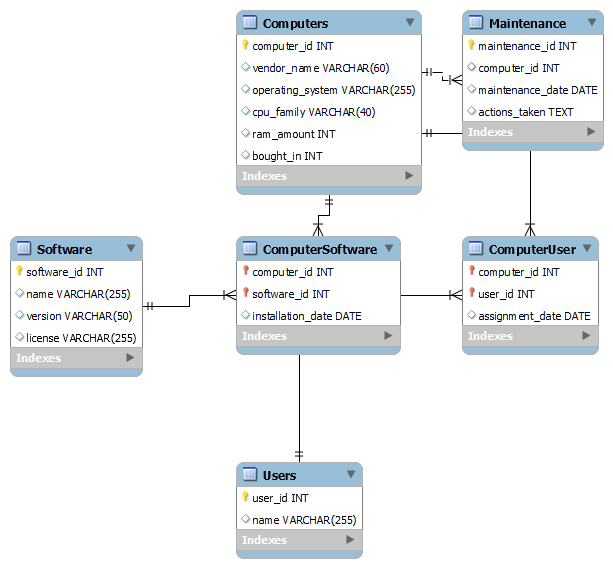 Computers
computer_id INT
vendor_name VARCHAR(60)
operating_system VARCHAR(255)
cpu_family VARCHAR(40)
ram_amount INT
bought_in INT
Indexes
Maintenance
maintenance_id INT
computer_id INT
maintenance_date DATE
actions_taken TEXT
Indexes
Software
software_id INT
name VARCHAR(255)
version VARCHAR(50)
license VARCHAR(255)
Indexes
ComputerSoftware
computer_id INT
software_id INT
installation_date DATE
Indexes
ComputerUser
computer_id INT
user_id INT
assignment_date DATE
Indexes
Users
user_id INT
name VARCHAR(255)
Indexes